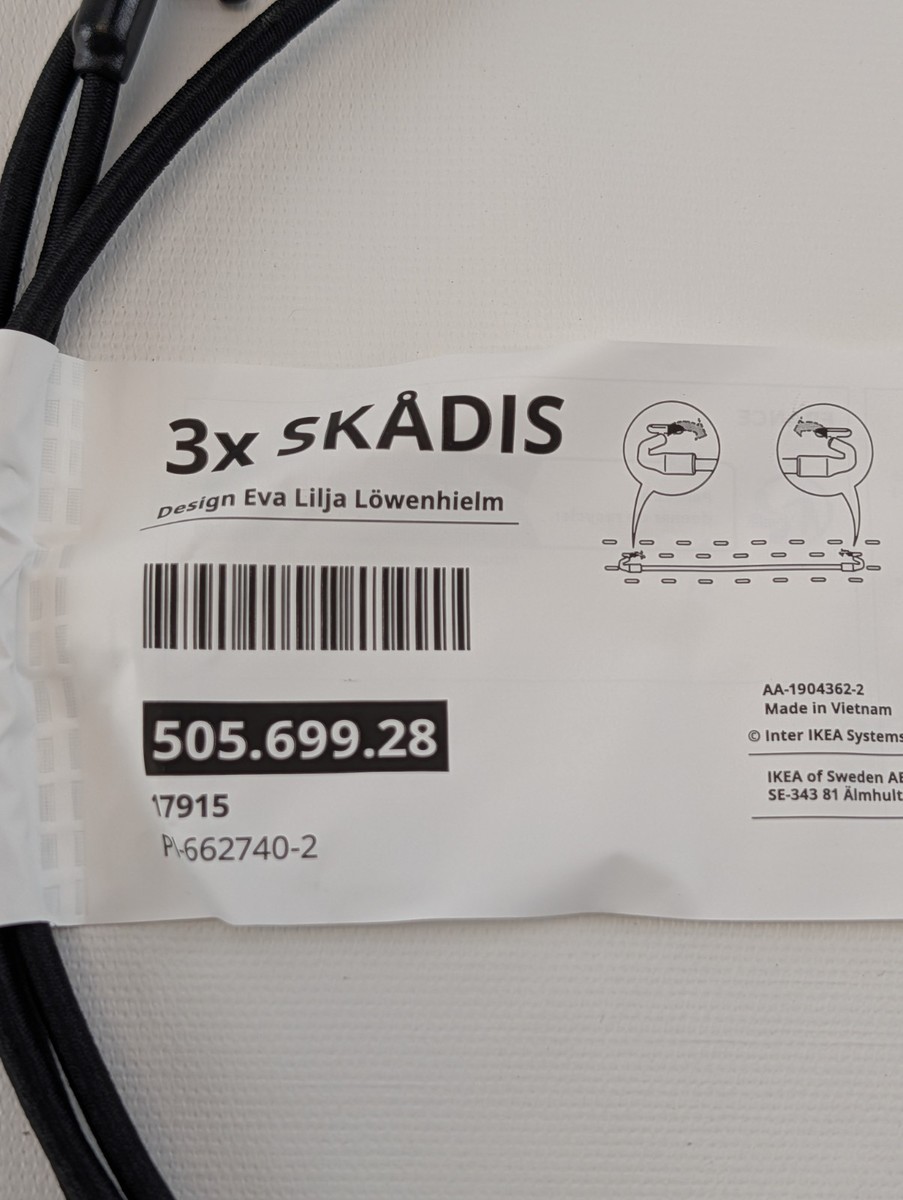 3x SKÅDIS
Design Eva Lilja Löwenhielm
505.699.28
17915
PI-662740-2
AA-1904362-2
Made in Vietnam
© Inter IKEA Systems
IKEA of Sweden
SE-343 81 Älmhult